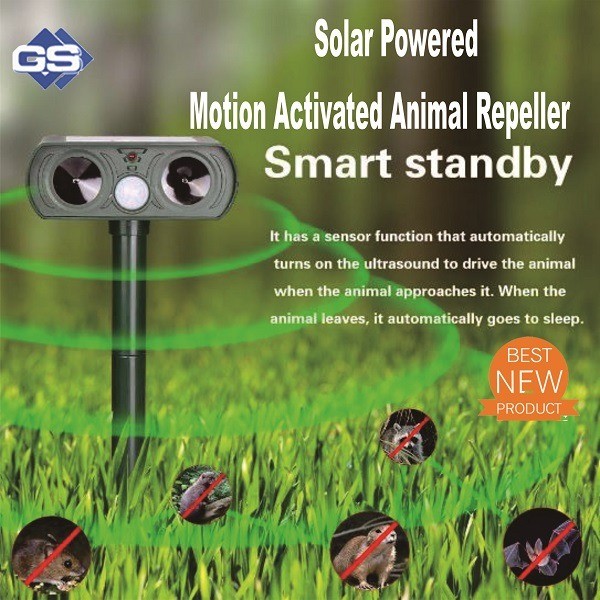 GS
Solar Powered
Motion Activated Animal Repeller
Smart standby
It has a sensor function that automatically
turns on the ultrasound to drive the animal
when the animal approaches it. When the
animal leaves, it automatically goes to sleep.
BEST
NEW
PRODUCT